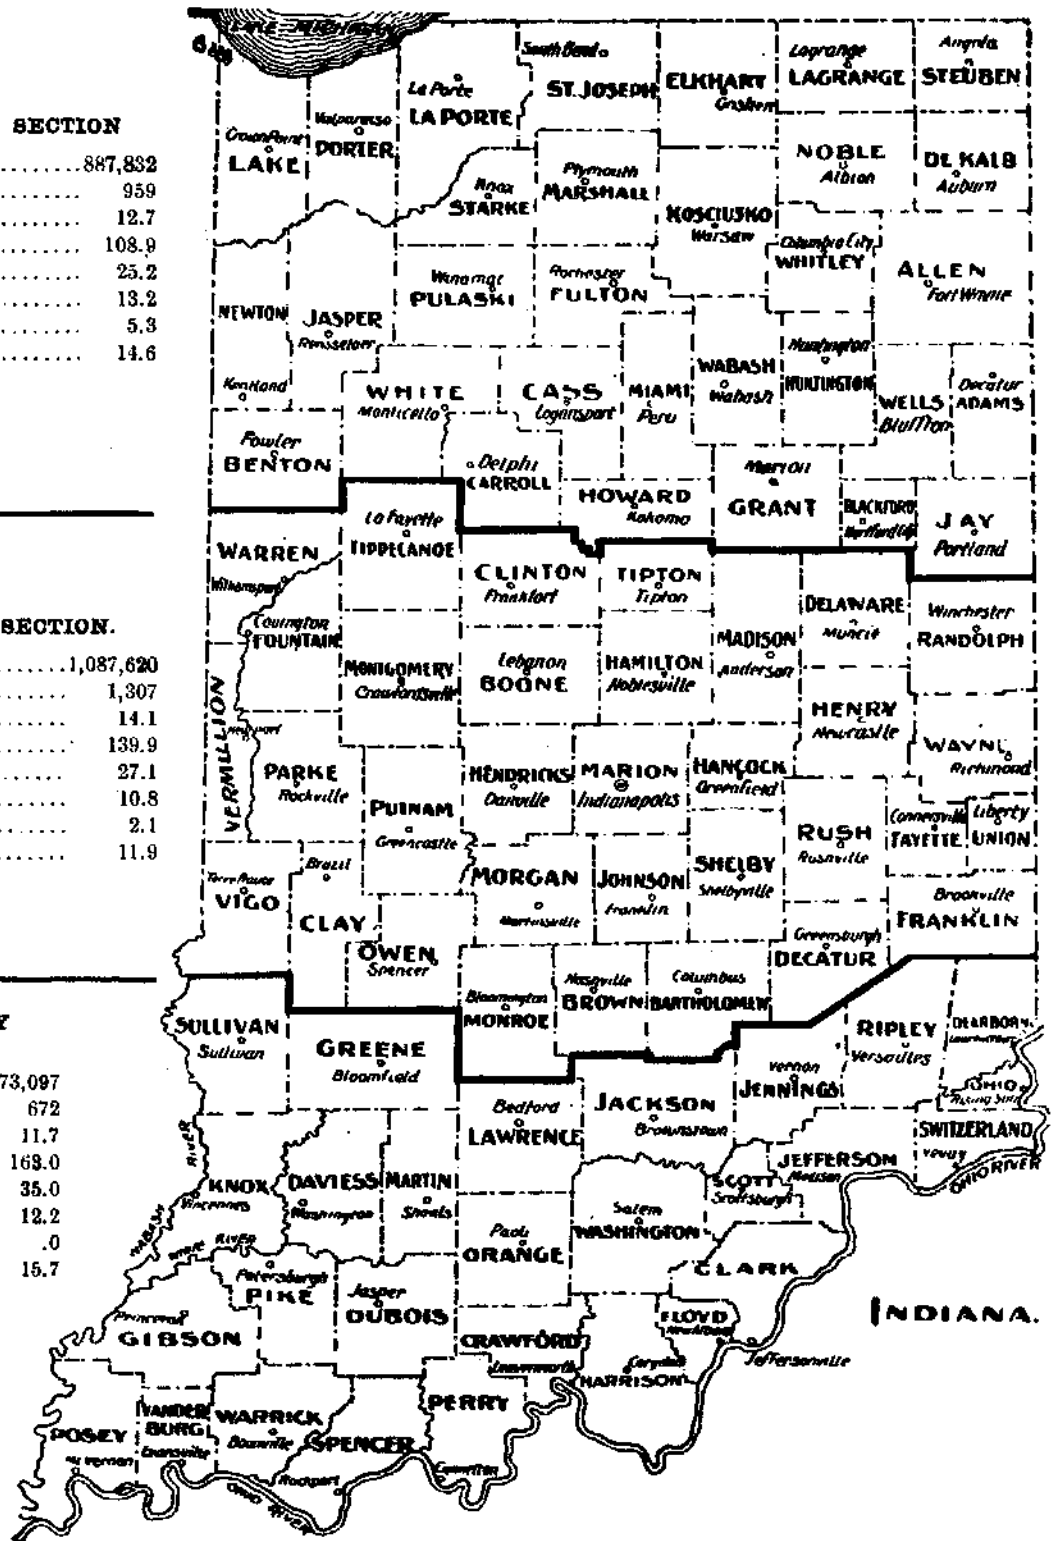 LAKE MICHIGAN
SECTION
887,832
959
12.7
108.9
25.2
13.2
5.3
14.6
SECTION.
1,087,620
1,307
14.1
139.9
27.1
10.8
2.1
11.9
Y
73,097
672
11.7
163.0
35.0
12.2
.0
15.7
South Bend
ST. JOSEPH
ELKHART
Goshen
Lagrange
LAGRANGE
Angola
STEUBEN
La Porte
LA PORTE
Valparaiso
PORTER
Crown Point
LAKE
NOBLE
Albion
DE KALB
Auburn
Knox
STARKE
Plymouth
MARSHALL
KOSCIUSKO
Warsaw
Columbia City
WHITLEY
ALLEN
Fort Wayne
NEWTON
Kentland
JASPER
Rensselaer
Winamac
PULASKI
Rochester
FULTON
WHITE
Monticello
CASS
Logansport
MIAMI
Peru
WABASH
Wabash
Huntington
HUNTINGTON
WELLS
Bluffton
Decatur
ADAMS
Fowler
BENTON
Delphi
CARROLL
HOWARD
Kokomo
Marion
GRANT
BLACKFORD
Hartford City
JAY
Portland
WARREN
Williamsport
La Fayette
TIPPECANOE
CLINTON
Frankfort
TIPTON
Tipton
DELAWARE
Muncie
Winchester
RANDOLPH
Covington
FOUNTAIN
MONTGOMERY
Crawfordsville
Lebanon
BOONE
HAMILTON
Noblesville
MADISON
Anderson
HENRY
Newcastle
WAYNE
Richmond
VERMILLION
Newport
PARKE
Rockville
PUTNAM
Greencastle
HENDRICKS
Danville
MARION
Indianapolis
HANCOCK
Greenfield
RUSH
Rushville
Connersville
FAYETTE
Liberty
UNION
Terre Haute
VIGO
Brazil
CLAY
OWEN
Spencer
MORGAN
Martinsville
JOHNSON
Franklin
SHELBY
Shelbyville
Greensburgh
DECATUR
Brookville
FRANKLIN
SULLIVAN
Sullivan
GREENE
Bloomfield
Bloomington
MONROE
Nashville
BROWN
Columbus
BARTHOLOMEW
Vernon
JENNINGS
RIPLEY
Versailles
DEARBORN
OHIO
Rising Sun
SWITZERLAND
Vevay
OHIO RIVER
Bedford
LAWRENCE
JACKSON
Brownstown
SCOTT
Scottsburgh
JEFFERSON
Madison
WABASH RIVER
KNOX
Vincennes
DAVIESS
Washington
MARTIN
Shoals
Paoli
ORANGE
Salem
WASHINGTON
CLARK
WHITE RIVER
Petersburgh
PIKE
Jasper
DUBOIS
CRAWFORD
Leavenworth
FLOYD
New Albany
Corydon
HARRISON
Jeffersonville
INDIANA.
Princeton
GIBSON
POSEY
Mt Vernon
VANDER
BURG
Evansville
WARRICK
Boonville
SPENCER
Rockport
PERRY
OHIO RIVER